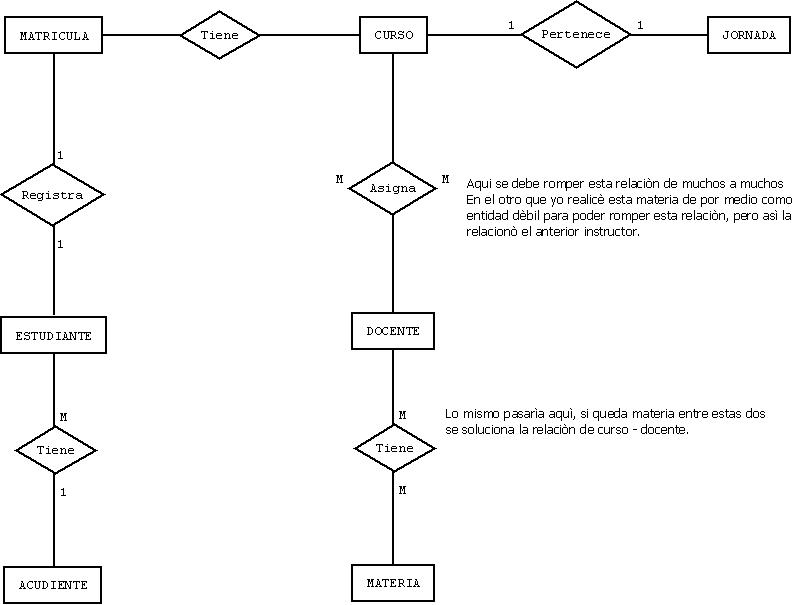 MATRICULA
Tiene
CURSO
1
Pertenece
1
JORNADA
1
Registra
1
M
Asigna
M
Aqui se debe romper esta relaciòn de muchos a muchos
En el otro que yo realicè esta materia de por medio como
entidad dèbil para poder romper esta relaciòn, pero asì la
relacionò el anterior instructor.
ESTUDIANTE
DOCENTE
M
Tiene
1
M
Tiene
M
Lo mismo pasarìa aquì, si queda materia entre estas dos
se soluciona la relaciòn de curso - docente.
ACUDIENTE
MATERIA